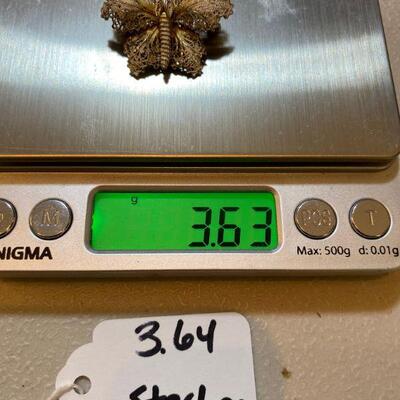 g
3.63
M
PCS
T
NIGMA
Max: 500g d: 0.01g
3.64